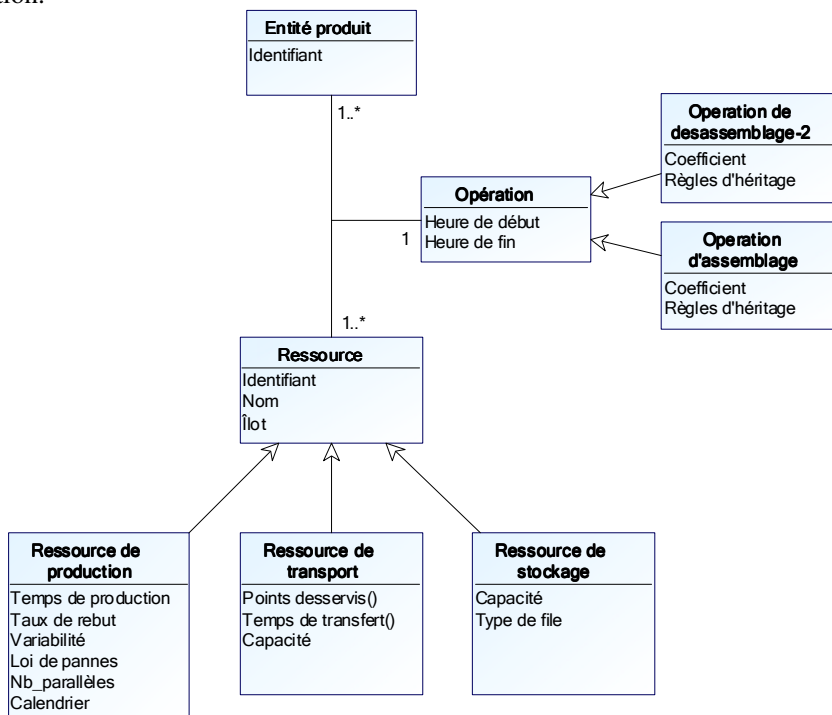 tion.
Entité produit
Identifiant
1..*
Operation de
desassemblage-2
Coefficient
Règles d'héritage
Opération
Heure de début
Heure de fin
1
Operation
d'assemblage
Coefficient
Règles d'héritage
1..*
Ressource
Identifiant
Nom
Îlot
Ressource de
production
Temps de production
Taux de rebut
Variabilité
Loi de pannes
Nb_parallèles
Calendrier
Ressource de
transport
Points desservis()
Temps de transfert()
Capacité
Ressource de
stockage
Capacité
Type de file